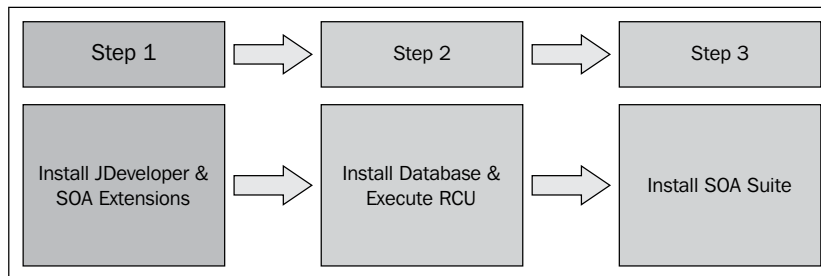 Step 1
Step 2
Step 3
Install JDeveloper &
SOA Extensions
Install Database &
Execute RCU
Install SOA Suite